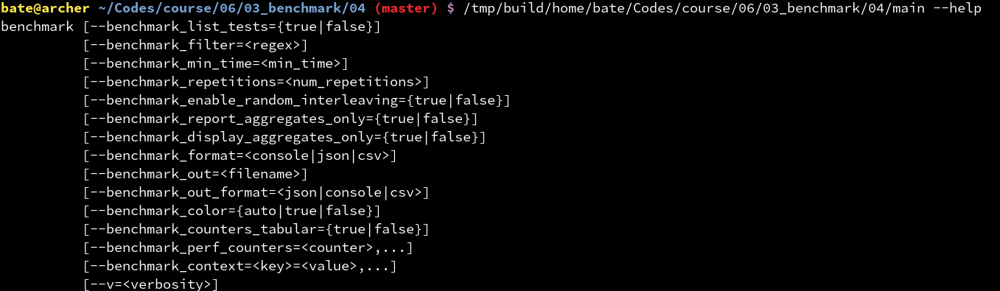 bate@archer ~/Codes/course/06/03_benchmark/04 (master) $ /tmp/build/home/bate/Codes/course/06/03_benchmark/04/main --help
benchmark [--benchmark_list_tests={true|false}]
          [--benchmark_filter=<regex>]
          [--benchmark_min_time=<min_time>]
          [--benchmark_repetitions=<num_repetitions>]
          [--benchmark_enable_random_interleaving={true|false}]
          [--benchmark_report_aggregates_only={true|false}]
          [--benchmark_display_aggregates_only={true|false}]
          [--benchmark_format=<console|json|csv>]
          [--benchmark_out=<filename>]
          [--benchmark_out_format=<json|console|csv>]
          [--benchmark_color={auto|true|false}]
          [--benchmark_counters_tabular={true|false}]
          [--benchmark_perf_counters=<counter>,...]
          [--benchmark_context=<key>=<value>,...]
          [--v=<verbosity>]